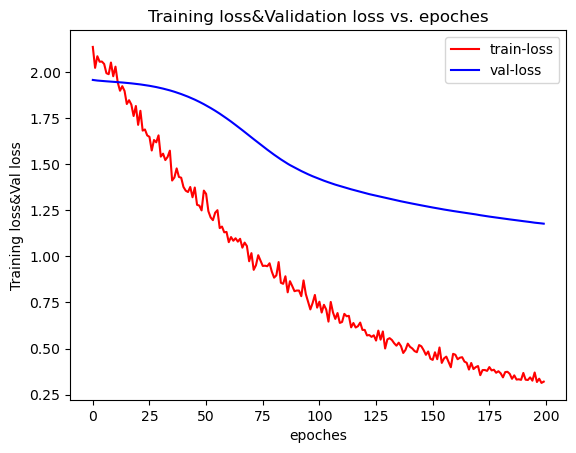 Training loss&Validation loss vs. epoches
train-loss
val-loss
Training loss&Val loss
2.00
1.75
1.50
1.25
1.00
0.75
0.50
0.25
0 25 50 75 100 125 150 175 200
epoches